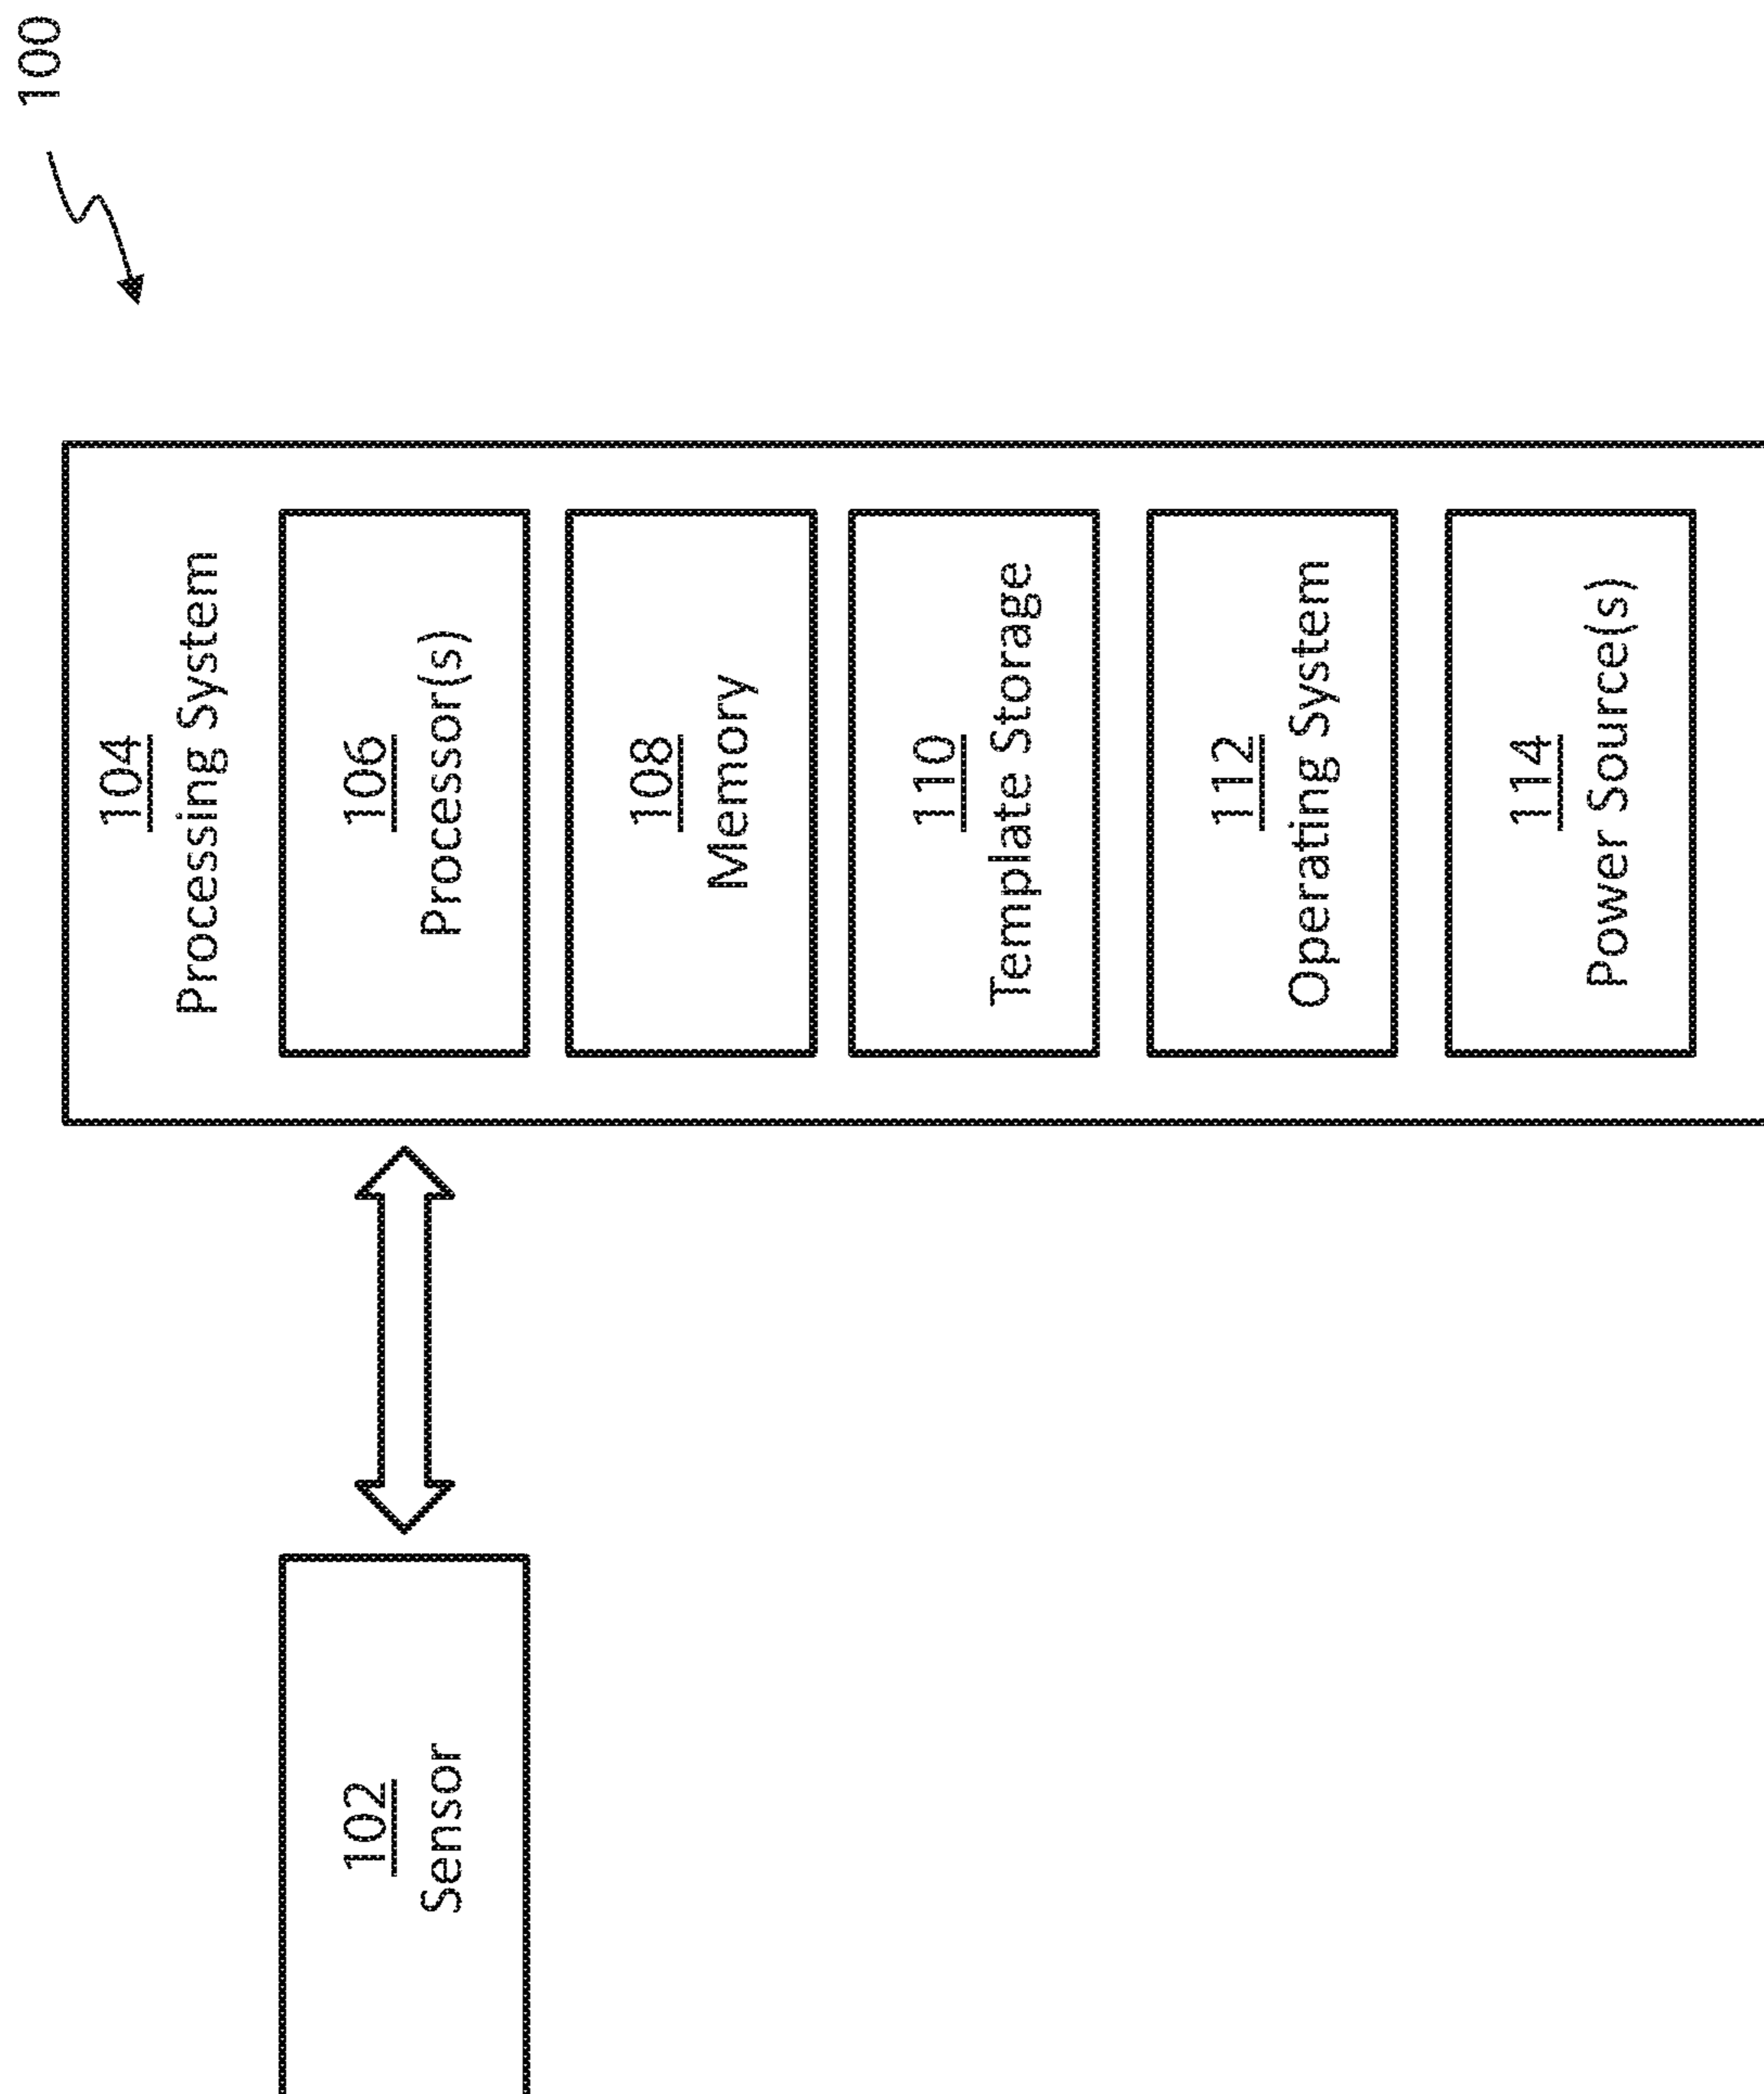 100
102
Sensor
104
Processing System
106
Processor(s)
108
Memory
110
Template Storage
112
Operating System
114
Power Source(s)